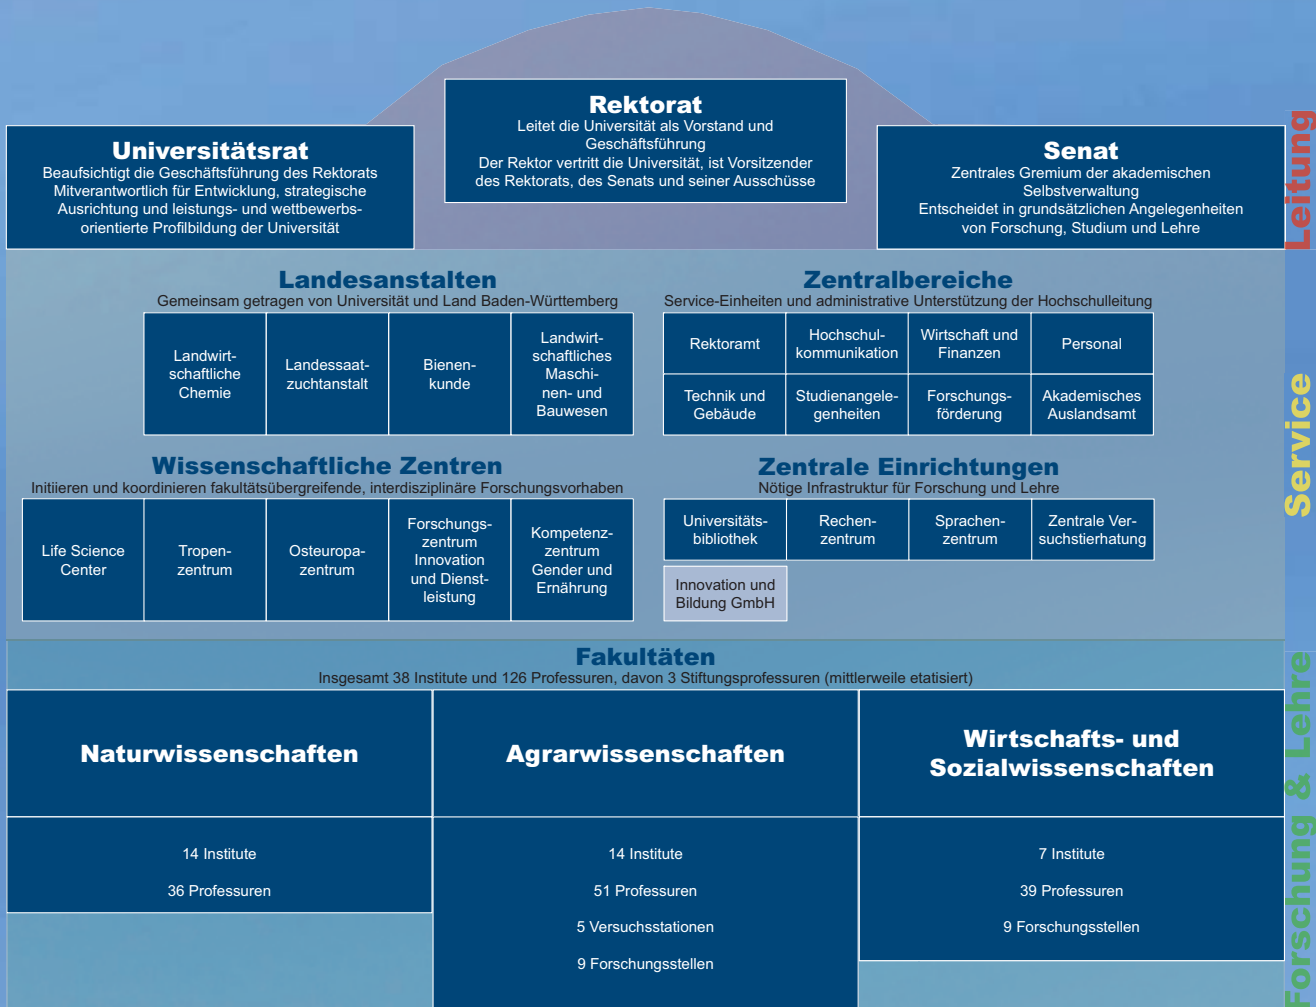 Rektorat
Leitet die Universität als Vorstand und
Geschäftsführung
Der Rektor vertritt die Universität, ist Vorsitzender
des Rektorats, des Senats und seiner Ausschüsse
Universitätsrat
Beaufsichtigt die Geschäftsführung des Rektorats
Mitverantwortlich für Entwicklung, strategische
Ausrichtung und leistungs- und wettbewerbs-
orientierte Profilbildung der Universität
Senat
Zentrales Gremium der akademischen
Selbstverwaltung
Entscheidet in grundsätzlichen Angelegenheiten
von Forschung, Studium und Lehre
Leitung
Landesanstalten
Gemeinsam getragen von Universität und Land Baden-Württemberg
Landwirt-
schaftliche
Chemie
Landessaat-
zuchtanstalt
Bienen-
kunde
Landwirt-
schaftliches
Maschi-
nen- und
Bauwesen
Zentralbereiche
Service-Einheiten und administrative Unterstützung der Hochschulleitung
Rektoramt
Hochschul-
kommunikation
Wirtschaft und
Finanzen
Personal
Technik und
Gebäude
Studienangele-
genheiten
Forschungs-
förderung
Akademisches
Auslandsamt
Wissenschaftliche Zentren
Initiieren und koordinieren fakultätsübergreifende, interdisziplinäre Forschungsvorhaben
Life Science
Center
Tropen-
zentrum
Osteuropa-
zentrum
Forschungs-
zentrum
Innovation
und Dienst-
leistung
Kompetenz-
zentrum
Gender und
Ernährung
Zentrale Einrichtungen
Nötige Infrastruktur für Forschung und Lehre
Universitäts-
bibliothek
Rechen-
zentrum
Sprachen-
zentrum
Zentrale Ver-
suchstierhatung
Innovation und
Bildung GmbH
Service
Fakultäten
Insgesamt 38 Institute und 126 Professuren, davon 3 Stiftungsprofessuren (mittlerweile etatisiert)
Naturwissenschaften
14 Institute
36 Professuren
Agrarwissenschaften
14 Institute
51 Professuren
5 Versuchsstationen
9 Forschungsstellen
Wirtschafts- und
Sozialwissenschaften
7 Institute
39 Professuren
9 Forschungsstellen
Forschung & Lehre